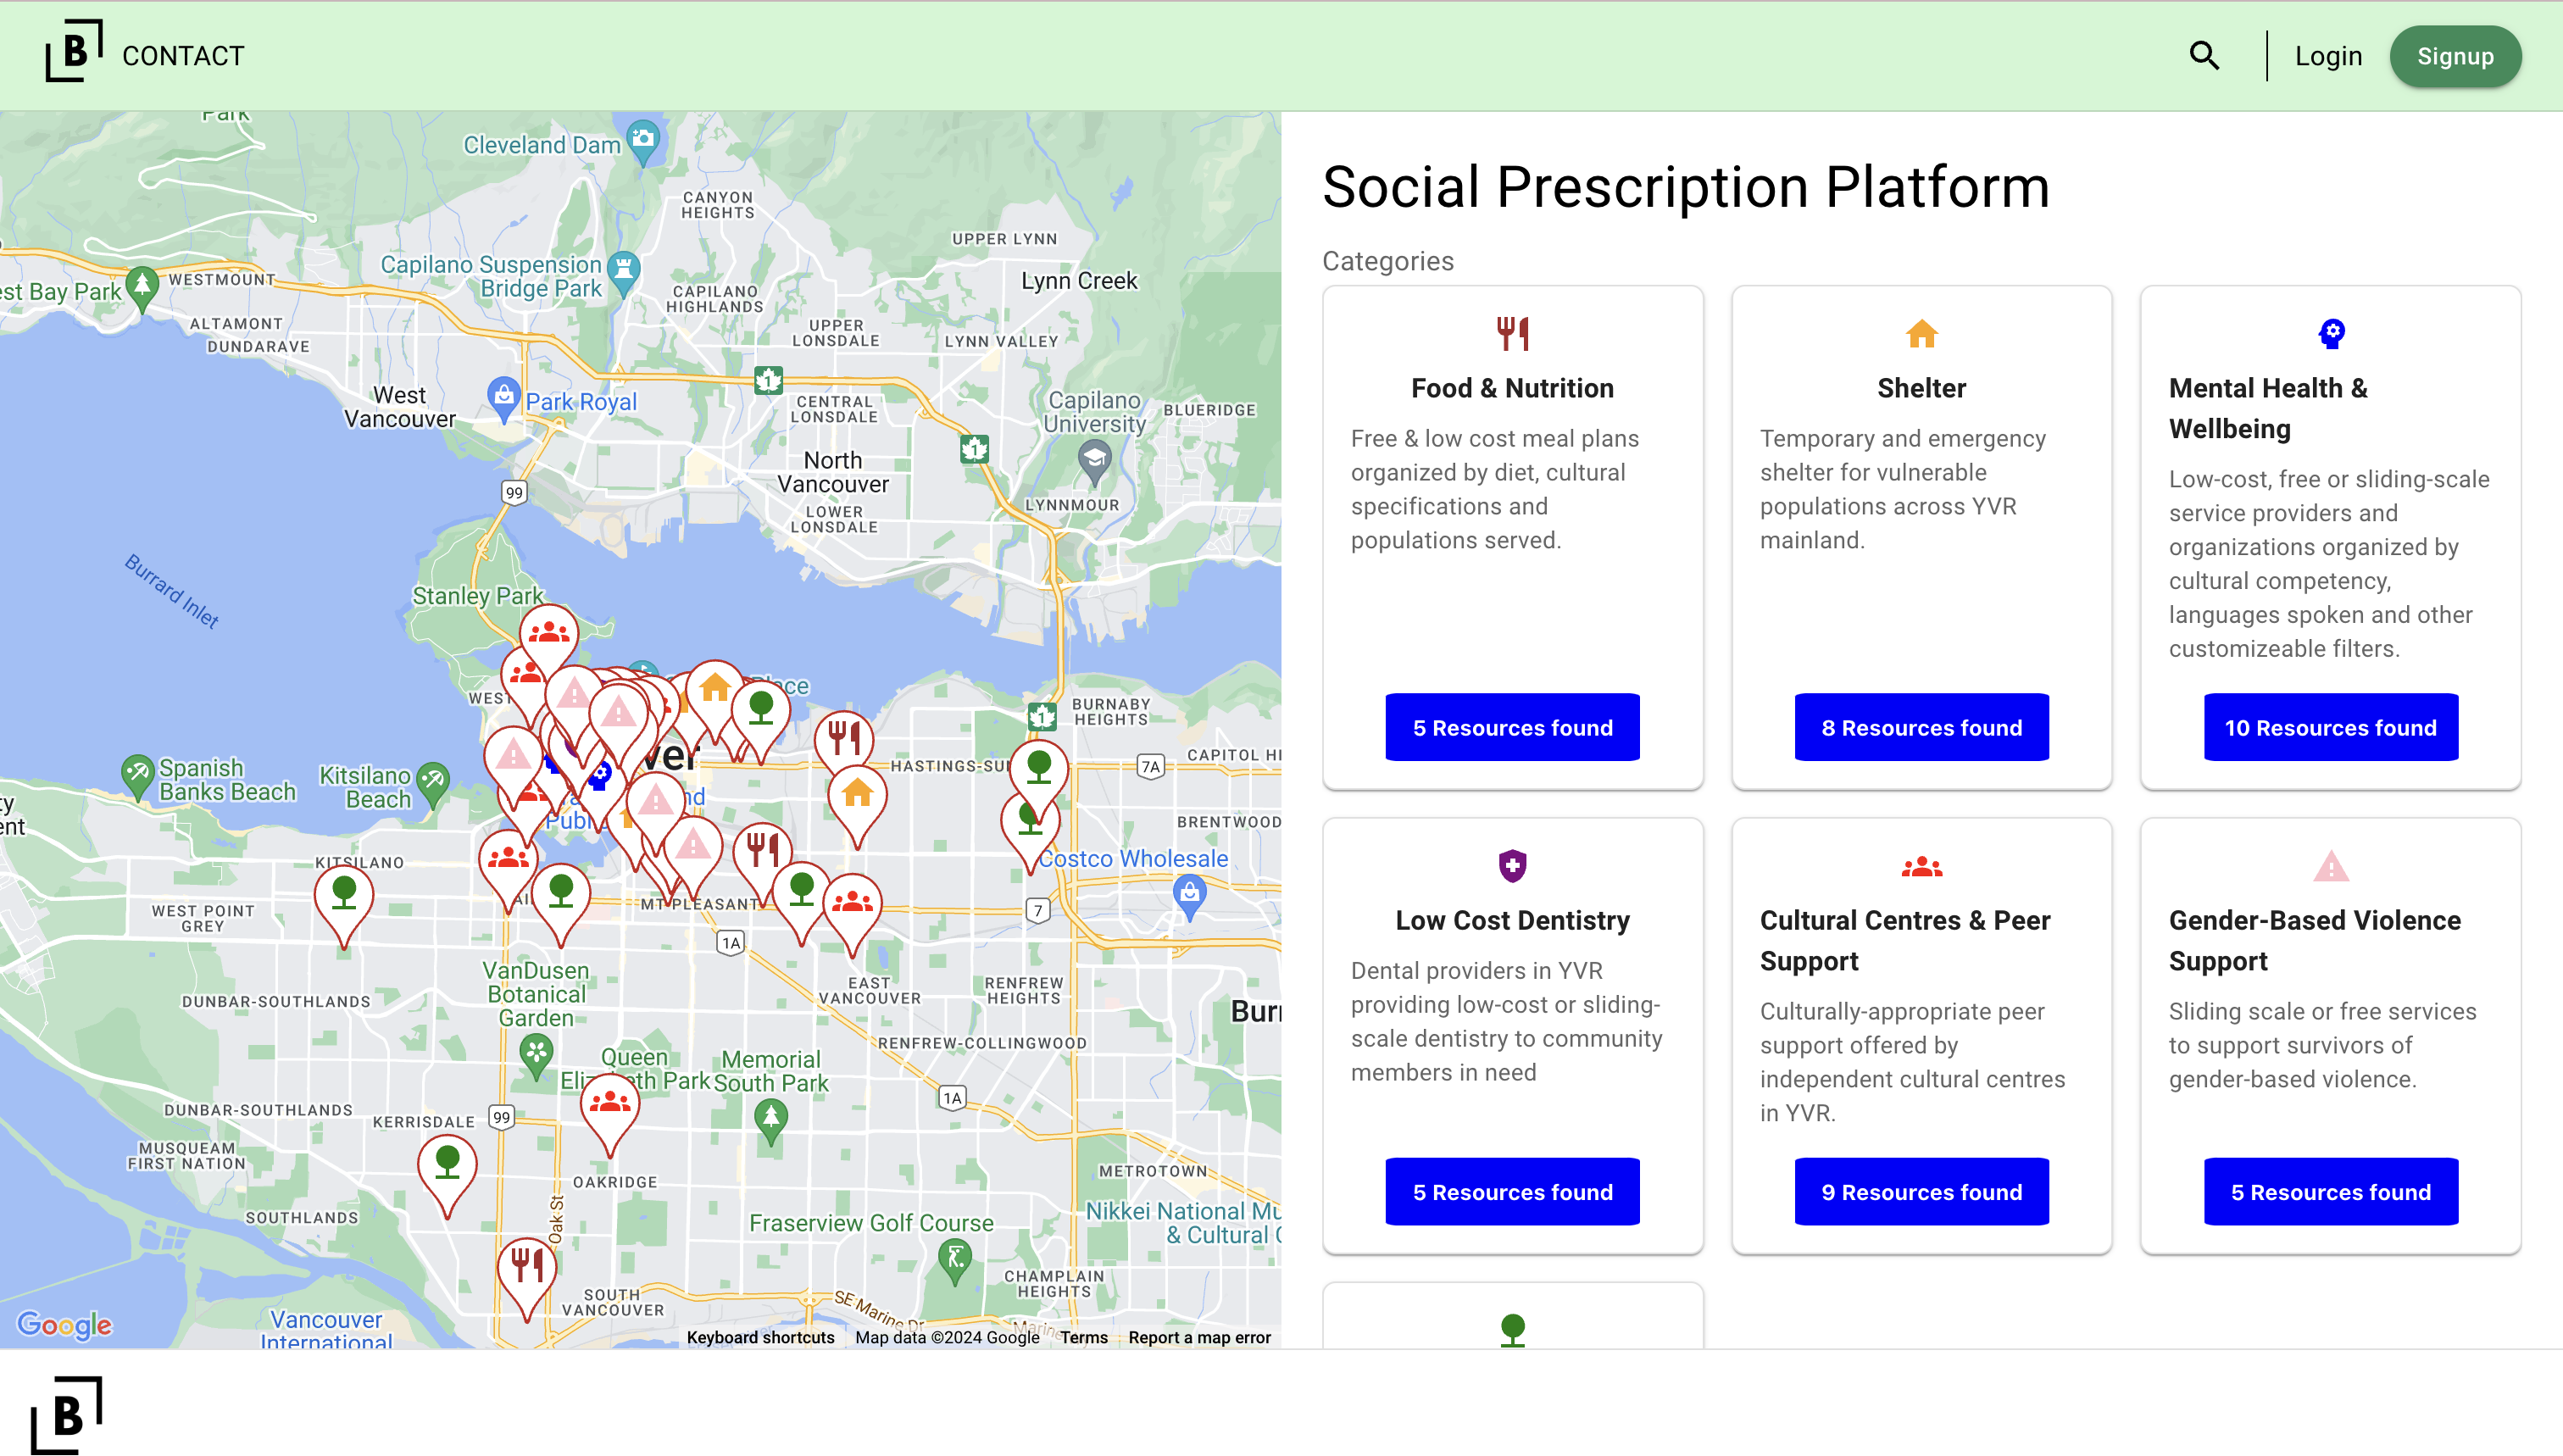 B
CONTACT
Login
Signup
Park
Cleveland Dam
CANYON
HEIGHTS
UPPER LYNN
Capilano Suspension
Bridge Park
Lynn Creek
WESTMOUNT
est Bay Park
CAPILANO
HIGHLANDS
ALTAMONT
UPPER
LONSDALE
DUNDARAVE
LYNN VALLEY
1
West
Vancouver
Park Royal
CENTRAL
LONSDALE
Capilano
University
BLUERIDGE
1
North
Vancouver
99
LYNNMOUR
LOWER
LONSDALE
Burrard Inlet
Stanley Park
WEST
lace
1
BURNABY
HEIGHTS
ver
CAPITOL HI
HASTINGS-SU
7A
Spanish
Banks Beach
Kitsilano
Beach
ty
ent
nd
Publ
BRENTWOOD
KITSILANO
Costco Wholesale
AI
MT PLEASANT
7
WEST POINT
GREY
1A
VanDusen
Botanical
Garden
EAST
VANCOUVER
RENFREW
HEIGHTS
DUNBAR-SOUTHLANDS
Burn
RENFREW-COLLINGWOOD
Queen
Elizabeth Park
Memorial
South Park
1A
DUNBAR-SOUTHLANDS
99
KERRISDALE
MUSQUEAM
FIRST NATION
METROTOWN
OAKRIDGE
Oak St
SOUTHLANDS
Fraserview Golf Course
Nikkei National Mu
& Cultural C
CHAMPLAIN
HEIGHTS
SOUTH
VANCOUVER
SE Marine Dr
Marine
Google
Vancouver
International
Keyboard shortcuts
Map data ©2024 Google
Terms
Report a map error
Social Prescription Platform
Categories
Food & Nutrition
Free & low cost meal plans
organized by diet, cultural
specifications and
populations served.
5 Resources found
Shelter
Temporary and emergency
shelter for vulnerable
populations across YVR
mainland.
8 Resources found
Mental Health &
Wellbeing
Low-cost, free or sliding-scale
service providers and
organizations organized by
cultural competency,
languages spoken and other
customizeable filters.
10 Resources found
Low Cost Dentistry
Dental providers in YVR
providing low-cost or sliding-
scale dentistry to community
members in need
5 Resources found
Cultural Centres & Peer
Support
Culturally-appropriate peer
support offered by
independent cultural centres
in YVR.
9 Resources found
Gender-Based Violence
Support
Sliding scale or free services
to support survivors of
gender-based violence.
5 Resources found
B